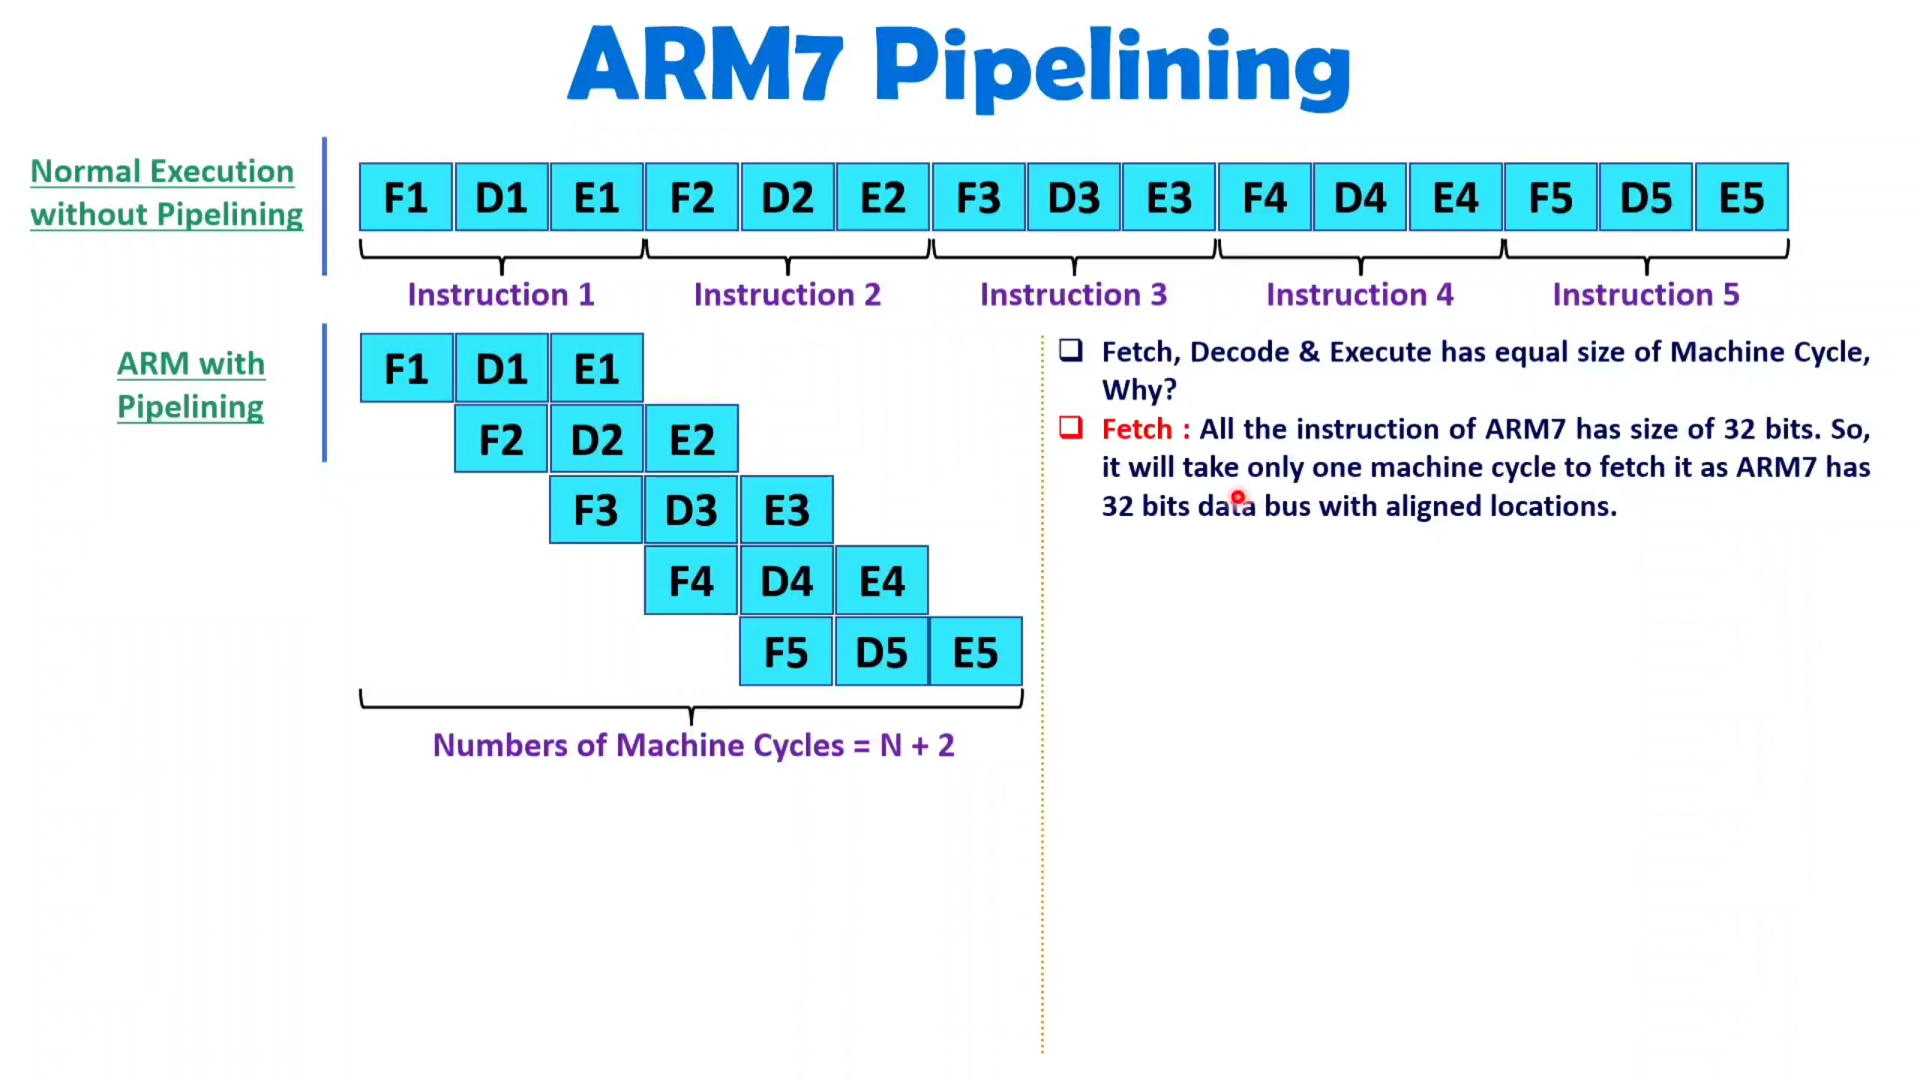 ARM7 Pipelining
Normal Execution
without Pipelining
F1 D1 E1 F2 D2 E2 F3 D3 E3 F4 D4 E4 F5 D5 E5
Instruction 1 Instruction 2 Instruction 3 Instruction 4 Instruction 5
ARM with
Pipelining
F1 D1 E1
F2 D2 E2
F3 D3 E3
F4 D4 E4
F5 D5 E5
Numbers of Machine Cycles = N + 2
Fetch, Decode & Execute has equal size of Machine Cycle,
Why?
Fetch : All the instruction of ARM7 has size of 32 bits. So,
it will take only one machine cycle to fetch it as ARM7 has
32 bits data bus with aligned locations.